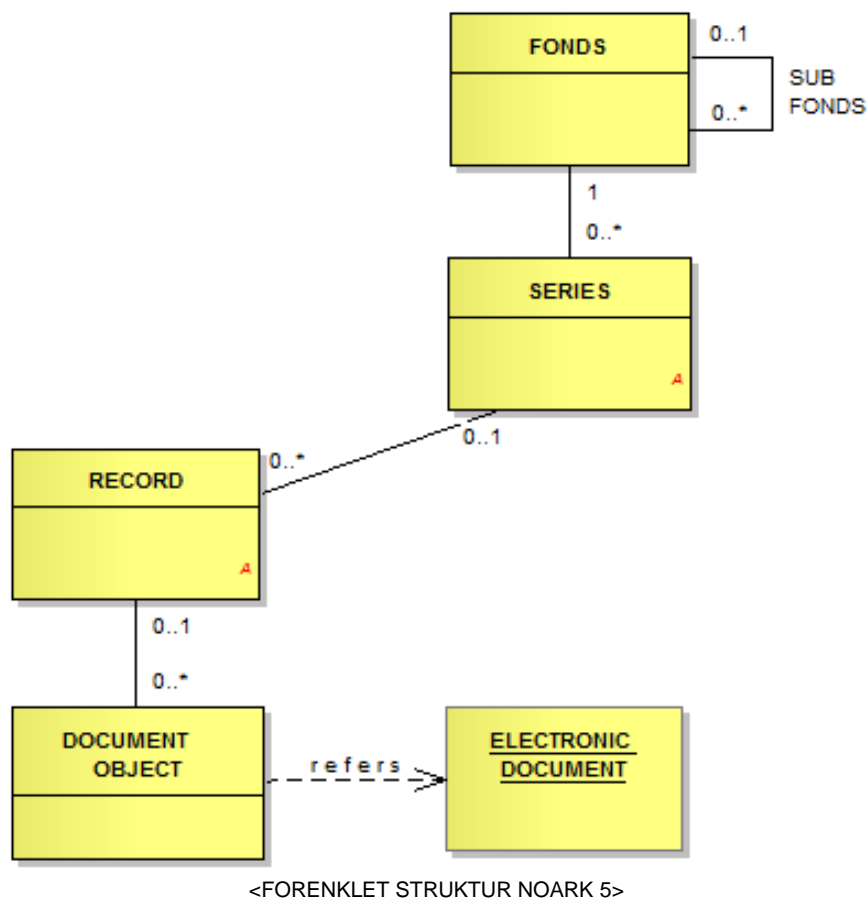 FONDS
0..1
SUB
FONDS
0..*
1
0..*
SERIES
A
0..1
0..*
RECORD
A
0..1
0..*
DOCUMENT
OBJECT
refers
ELECTRONIC
DOCUMENT
<FORENKLET STRUKTUR NOARK 5>